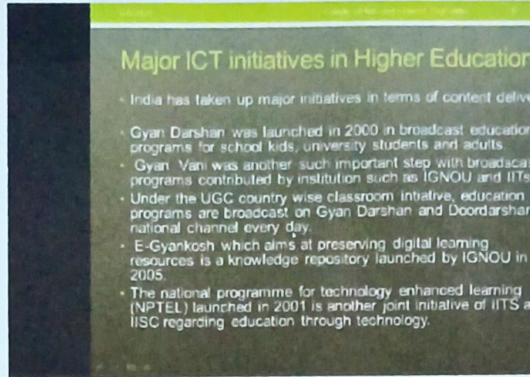 Major ICT initiatives in Higher Education
India has taken up major initiatives in terms of content delive
Gyan Darshan was launched in 2000 in broadcast education
programs for school kids, university students and adults
Gyan Vani was another such important step with broadacast
programs contributed by institution such as IGNOU and IITs
Under the UGC country wise classroom intiative, education
programs are broadcast on Gyan Darshan and Doordarshan
national channel every day.
E-Gyankosh which aims at preserving digital learning
resources is a knowledge repository launched by IGNOU in
2005.
The national programme for technology enhanced learning
(NPTEL) launched in 2001 is another joint initiative of IITS a
IISC regarding education through technology.